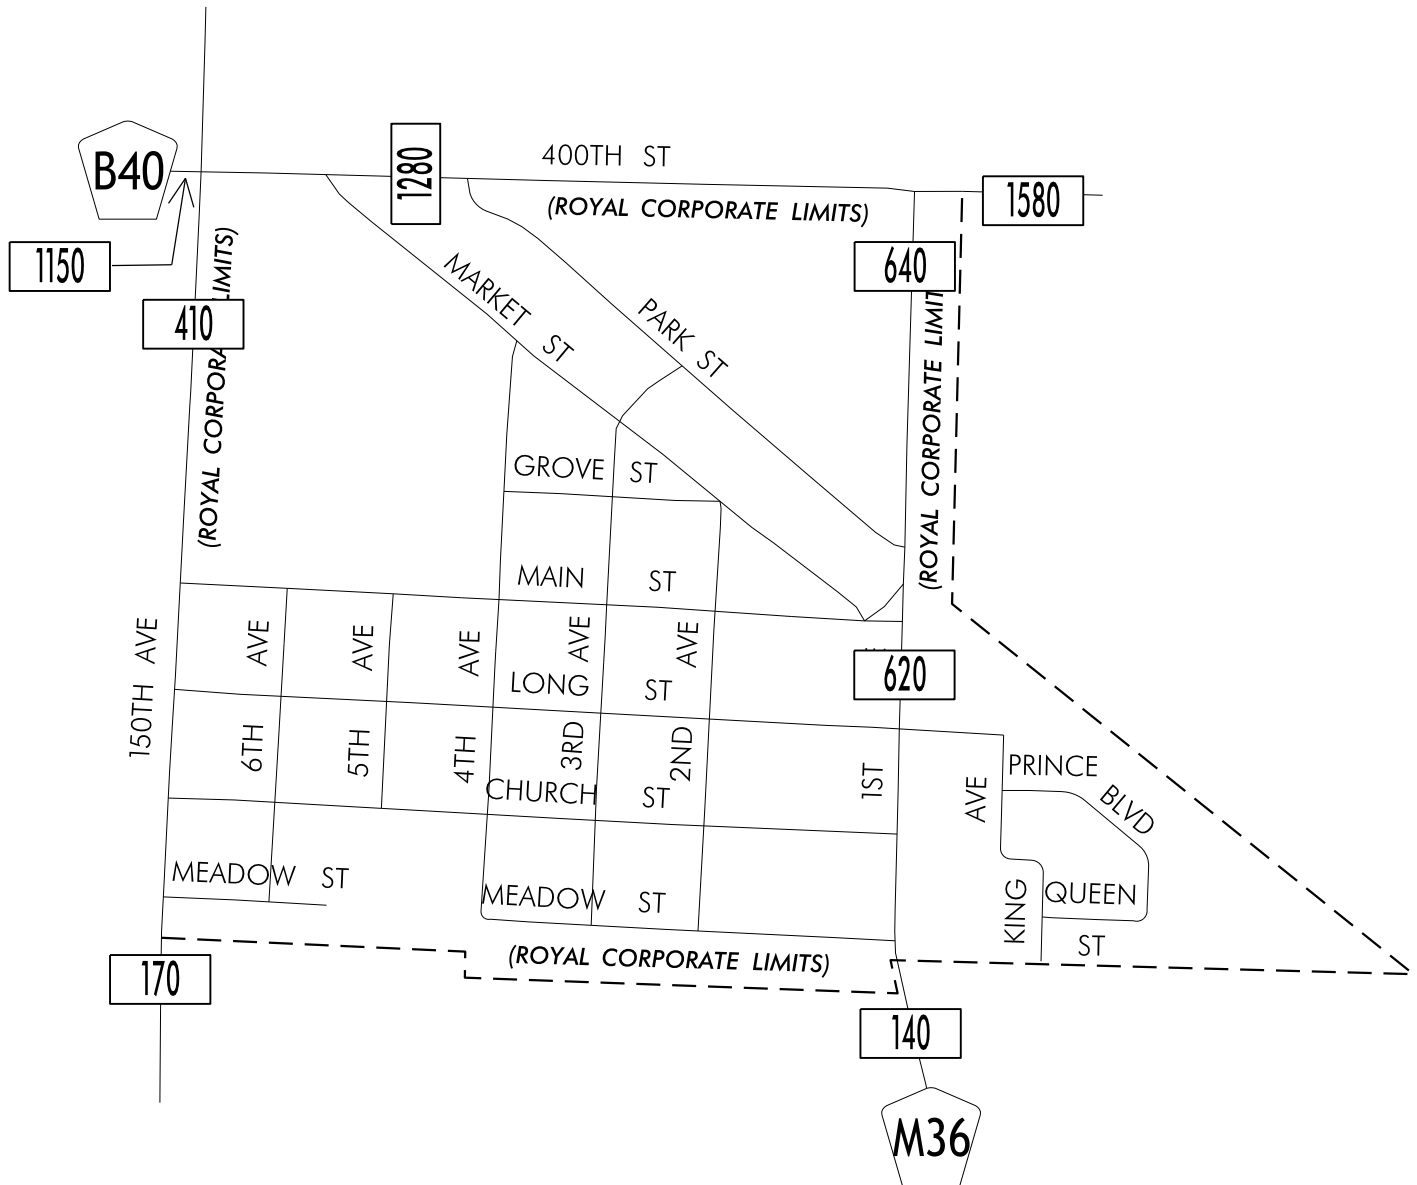 400TH ST
B40
1280
1580
(ROYAL CORPORATE LIMITS)
1150
640
410
MARKET ST
PARK ST
(ROYAL CORPORA LIMITS)
(ROYAL CORPORATE LIMIT
GROVE ST
MAIN ST
150TH AVE
6TH AVE
5TH AVE
4TH AVE
3RD AVE
2ND AVE
LONG ST
620
1ST
CHURCH ST
PRINCE BLVD
KING AVE
QUEEN ST
MEADOW ST
MEADOW ST
(ROYAL CORPORATE LIMITS)
170
140
M36